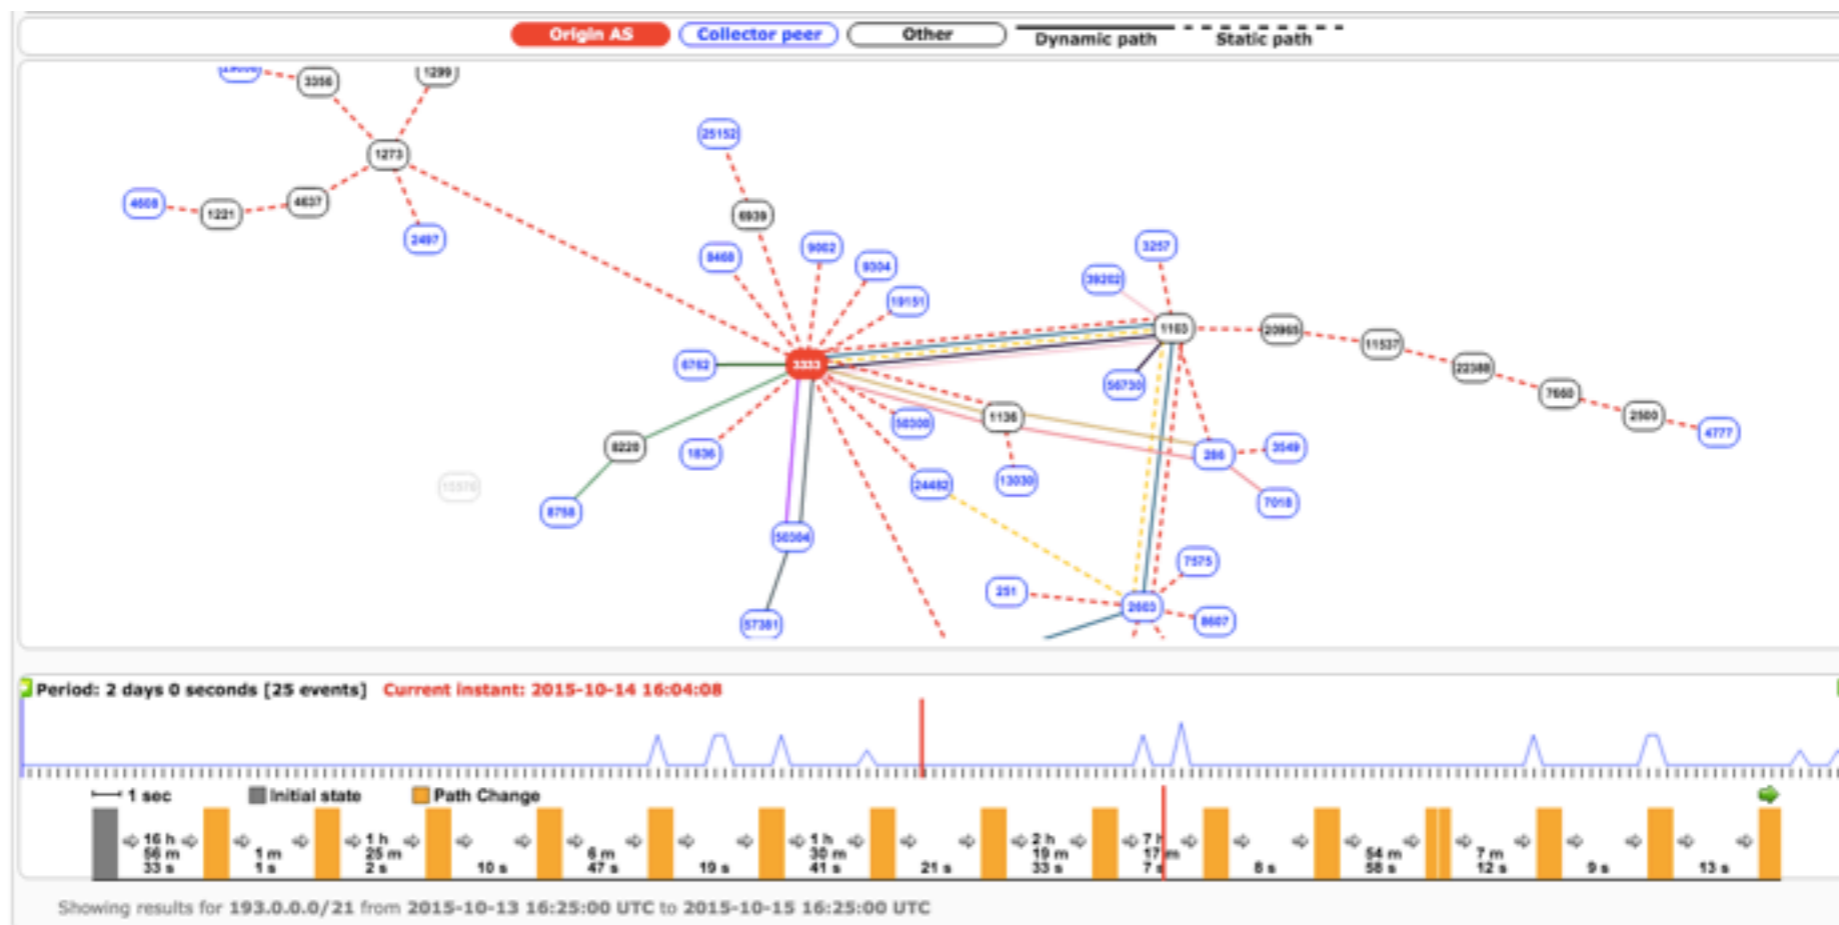 Origin AS Collector peer Other Dynamic path Static path
3356 1299
25152
1273
4608 1221 4637
6939
2497
8468 9002
3257
9304
39202
19151
1103 20965
11537
6762 3333
22388
56730
7660
1136 2500
50300
4777
8220 1836
286 3549
24482 13030
15576
7018
8758
50304
7575
251 2603
57381 8607
Period: 2 days 0 seconds [25 events] Current instant: 2015-10-14 16:04:08
1 sec Initial state Path Change
16 h 56 m 33 s
1 m 1 s
1 h 25 m 2 s
10 s
6 m 47 s
19 s
1 h 30 m 41 s
21 s
2 h 19 m 33 s
7 h 17 m 7 s
8 s
54 m 58 s
7 m 12 s
9 s
13 s
Showing results for 193.0.0.0/21 from 2015-10-13 16:25:00 UTC to 2015-10-15 16:25:00 UTC